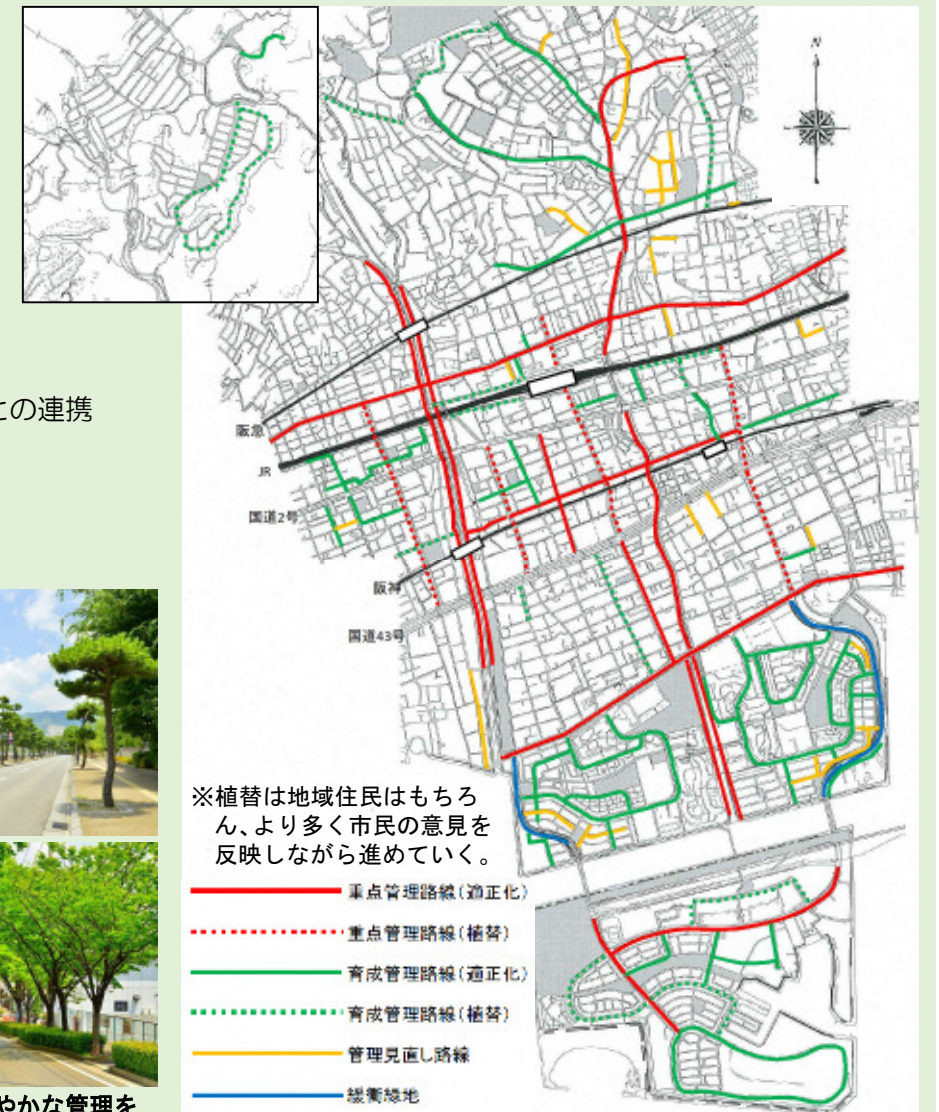 N
との連携
阪急
JR
国道2号
阪神
国道43号
※植替は地域住民はもちろ
ん、より多く市民の意見を
反映しながら進めていく。
重点管理路線(適正化)
重点管理路線(植替)
育成管理路線(適正化)
育成管理路線(植替)
管理見直し路線
緩衝緑地
やかな管理を